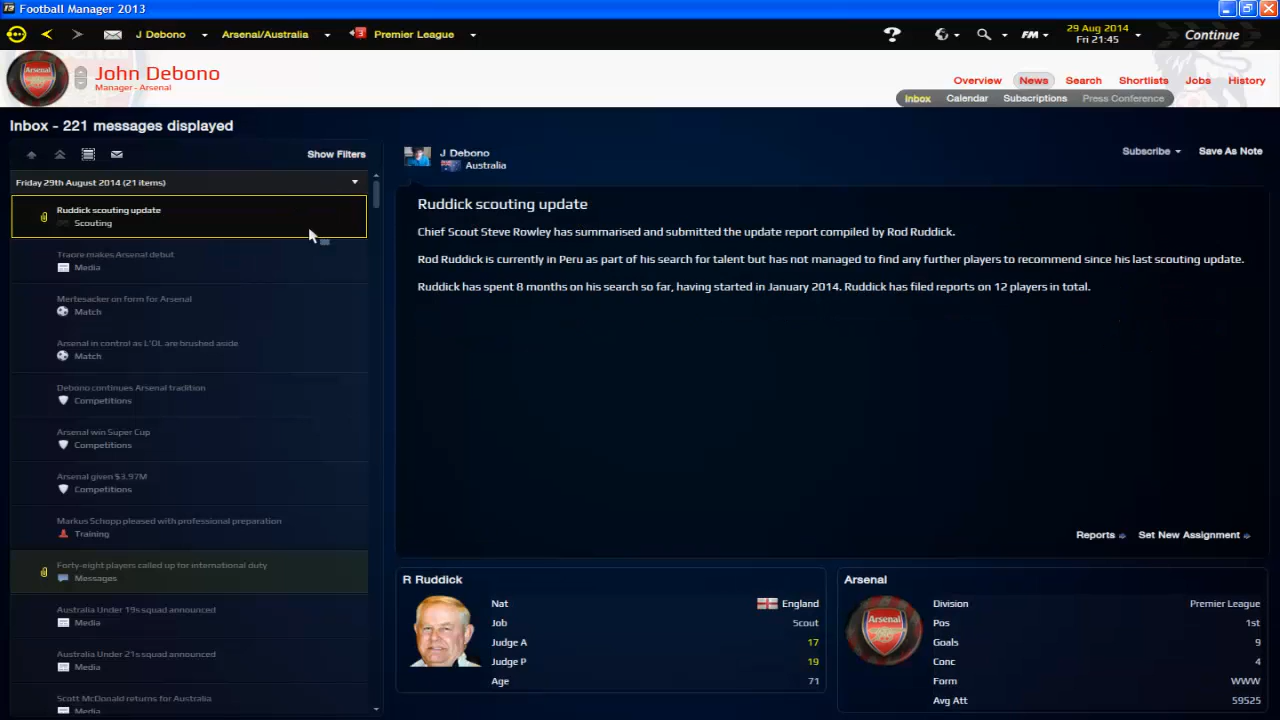 Football Manager 2013
J Debono
Arsenal/Australia
3
Premier League
?
FM
29 Aug 2014
Fri 21:45
Continue
John Debono
Manager - Arsenal
Overview
News
Search
Shortlists
Jobs
History
Inbox
Calendar
Subscriptions
Press Conference
Inbox - 221 messages displayed
Show Filters
Friday 29th August 2014 (21 items)
Ruddick scouting update
Scouting
Traore makes Arsenal debut
Media
Mertesacker on form for Arsenal
Match
Arsenal in control as L'OL are brushed aside
Match
Debono continues Arsenal tradition
Competitions
Arsenal win Super Cup
Competitions
Arsenal given $3.97M
Competitions
Markus Schopp pleased with professional preparation
Training
Forty-eight players called up for international duty
Messages
Australia Under 19s squad announced
Media
Australia Under 21s squad announced
Media
Scott McDonald returns for Australia
Media
J Debono
Australia
Subscribe
Save As Note
Ruddick scouting update
Chief Scout Steve Rowley has summarised and submitted the update report compiled by Rod Ruddick.
Rod Ruddick is currently in Peru as part of his search for talent but has not managed to find any further players to recommend since his last scouting update.
Ruddick has spent 8 months on his search so far, having started in January 2014. Ruddick has filed reports on 12 players in total.
Reports
Set New Assignment
R Ruddick
Nat England
Job Scout
Judge A 17
Judge P 19
Age 71
Arsenal
Arsenal
Division Premier League
Pos 1st
Goals 9
Conc 4
Form WWW
Avg Att 59525